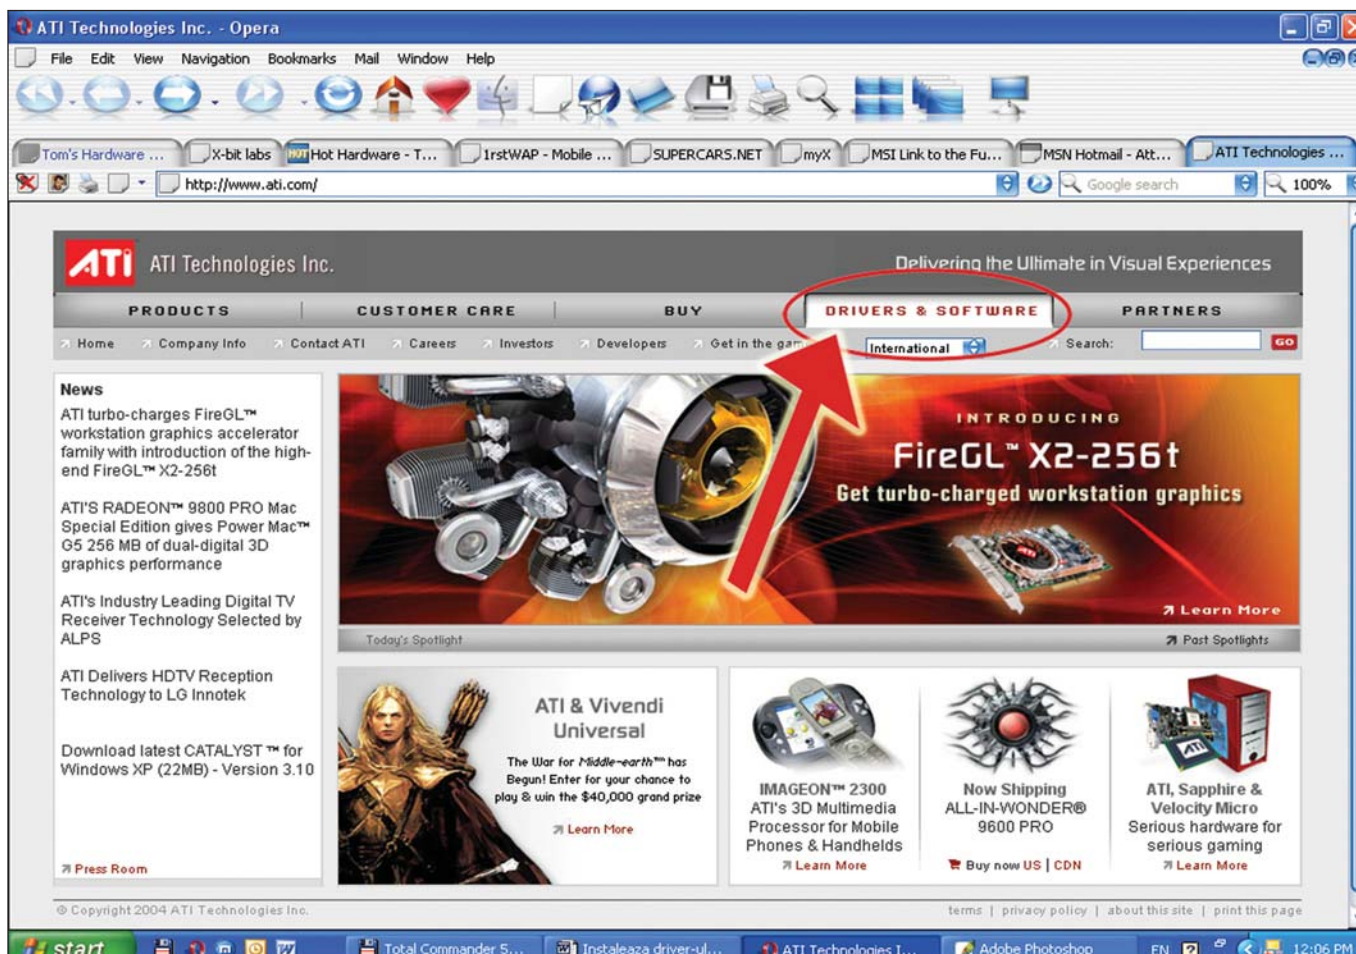 ATI Technologies Inc. - Opera
File Edit View Navigation Bookmarks Mail Window Help
Tom's Hardware ... X-bit labs Hot Hardware - T... 1rstWAP - Mobile ... SUPERCARS.NET myX MSI Link to the Fu... MSN Hotmail - Att... ATI Technologies ...
http://www.ati.com/ Google search 100%
ATI ATI Technologies Inc. Delivering the Ultimate in Visual Experiences
PRODUCTS CUSTOMER CARE BUY DRIVERS & SOFTWARE PARTNERS
Home Company Info Contact ATI Careers Investors Developers Get in the gam International Search: GO
News
ATI turbo-charges FireGL™
workstation graphics accelerator
family with introduction of the high-
end FireGL™ X2-256t
ATI'S RADEON™ 9800 PRO Mac
Special Edition gives Power Mac™
G5 256 MB of dual-digital 3D
graphics performance
ATI's Industry Leading Digital TV
Receiver Technology Selected by
ALPS
ATI Delivers HDTV Reception
Technology to LG Innotek
Download latest CATALYST ™ for
Windows XP (22MB) - Version 3.10
Press Room
INTRODUCING
FireGL™ X2-256t
Get turbo-charged workstation graphics
ATI
Learn More
Today's Spotlight Past Spotlights
ATI & Vivendi
Universal
The War for Middle-earth™ has
Begun! Enter for your chance to
play & win the $40,000 grand prize
Learn More
IMAGEON™ 2300
ATI's 3D Multimedia
Processor for Mobile
Phones & Handhelds
Learn More
Now Shipping
ALL-IN-WONDER®
9600 PRO
Buy now US | CDN
ATI
ATI, Sapphire &
Velocity Micro
Serious hardware for
serious gaming
Learn More
© Copyright 2004 ATI Technologies Inc. terms | privacy policy | about this site | print this page
start Total Commander 5... Instaleaza driver-ul... ATI Technologies I... Adobe Photoshop EN 12:06 PM